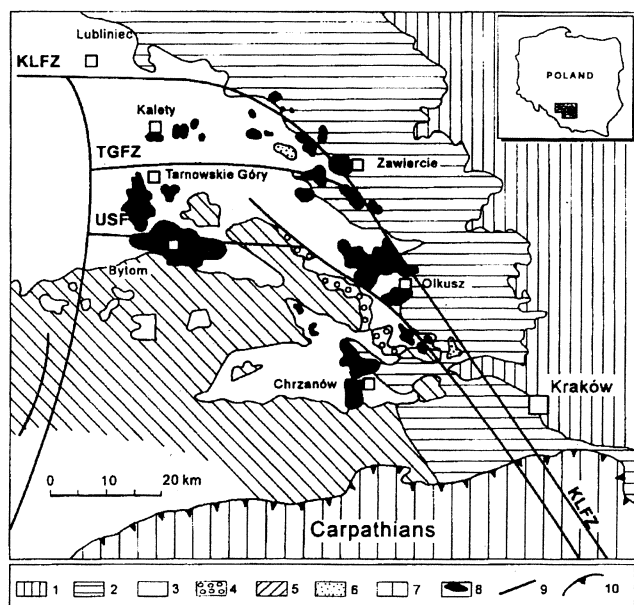 Lubliniec
KLFZ
POLAND
Kalety
TGFZ
Zawiercie
Tarnowskie Góry
USF
Bytom
Olkusz
Chrzanów
Kraków
0 10 20 km
KLFZ
Carpathians
1 2 3 4 5 6 7 8 9 10